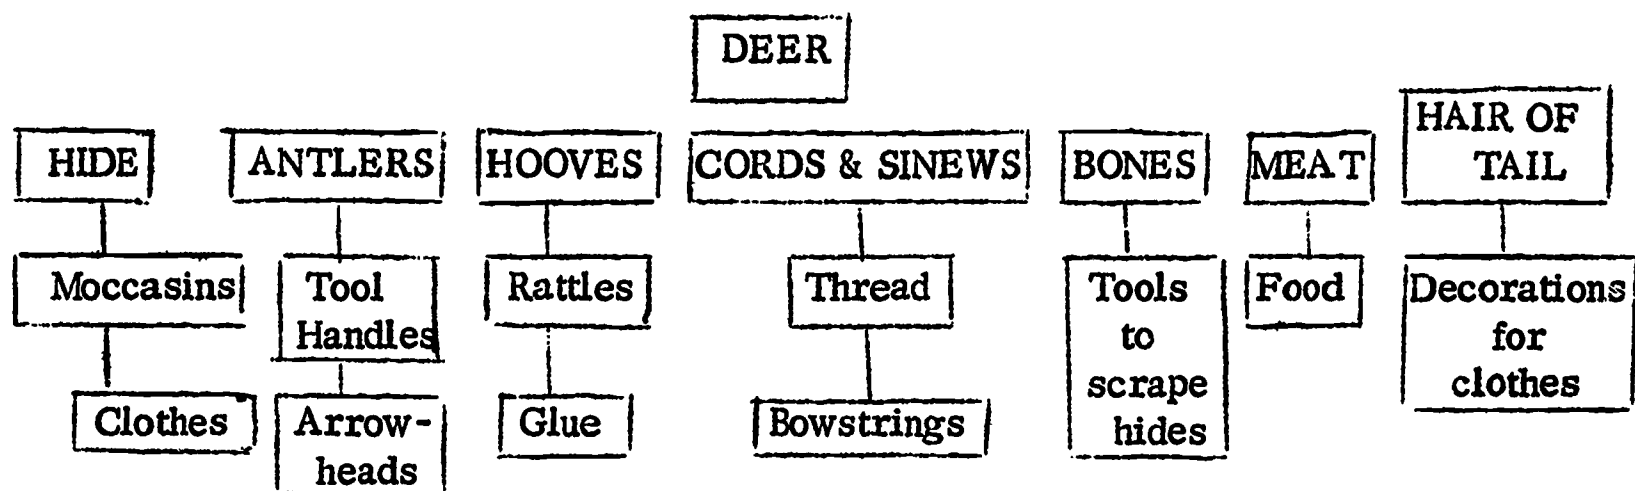 DEER
HIDE
ANTLERS
HOOVES
CORDS & SINEWS
BONES
MEAT
HAIR OF
TAIL
Moccasins
Tool
Handles
Rattles
Thread
Tools
to
scrape
hides
Food
Decorations
for
clothes
Clothes
Arrow-
heads
Glue
Bowstrings